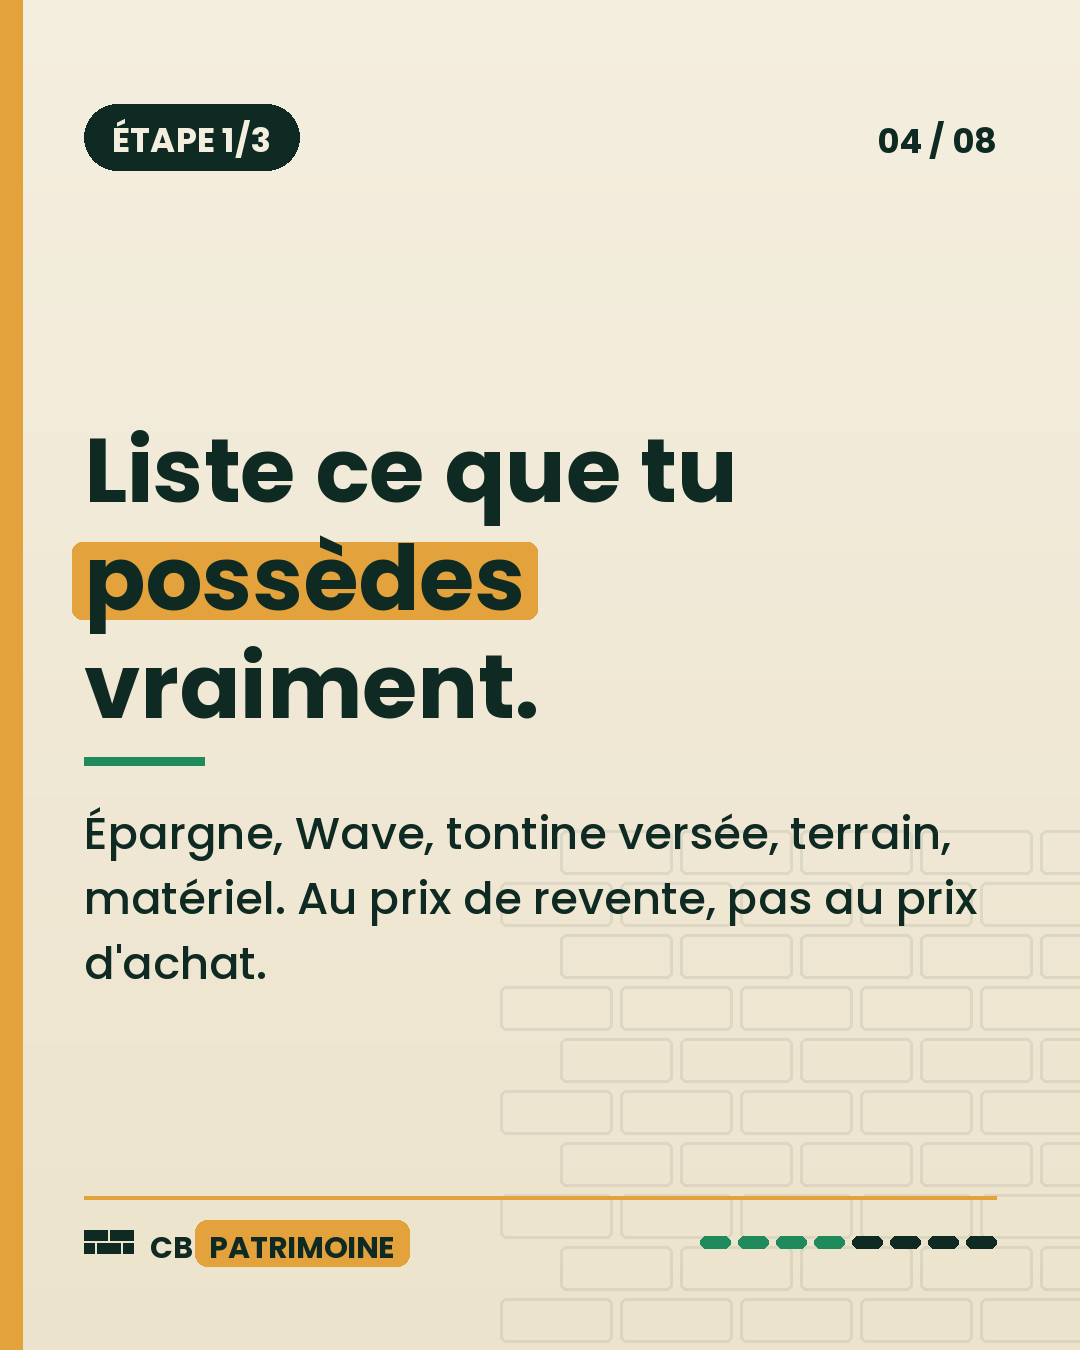 ÉTAPE 1/3
04 / 08
Liste ce que tu
possèdes
vraiment.
Épargne, Wave, tontine versée, terrain,
matériel. Au prix de revente, pas au prix
d'achat.
CB PATRIMOINE